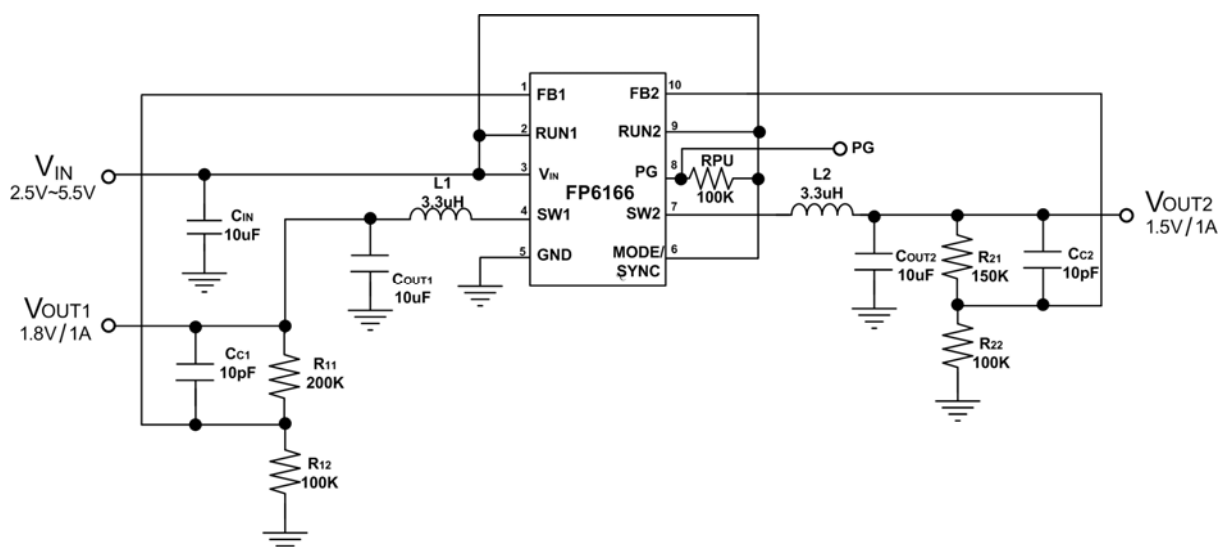 1
FB1
2
RUN1
3
VIN
4
SW1
5
GND
FP6166
10
FB2
9
RUN2
8
PG
7
SW2
6
MODE/
SYNC
RPU
100K
PG
VIN
2.5V~5.5V
CIN
10uF
L1
3.3uH
COUT1
10uF
VOUT1
1.8V/1A
CC1
10pF
R11
200K
R12
100K
L2
3.3uH
VOUT2
1.5V/1A
COUT2
10uF
R21
150K
CC2
10pF
R22
100K